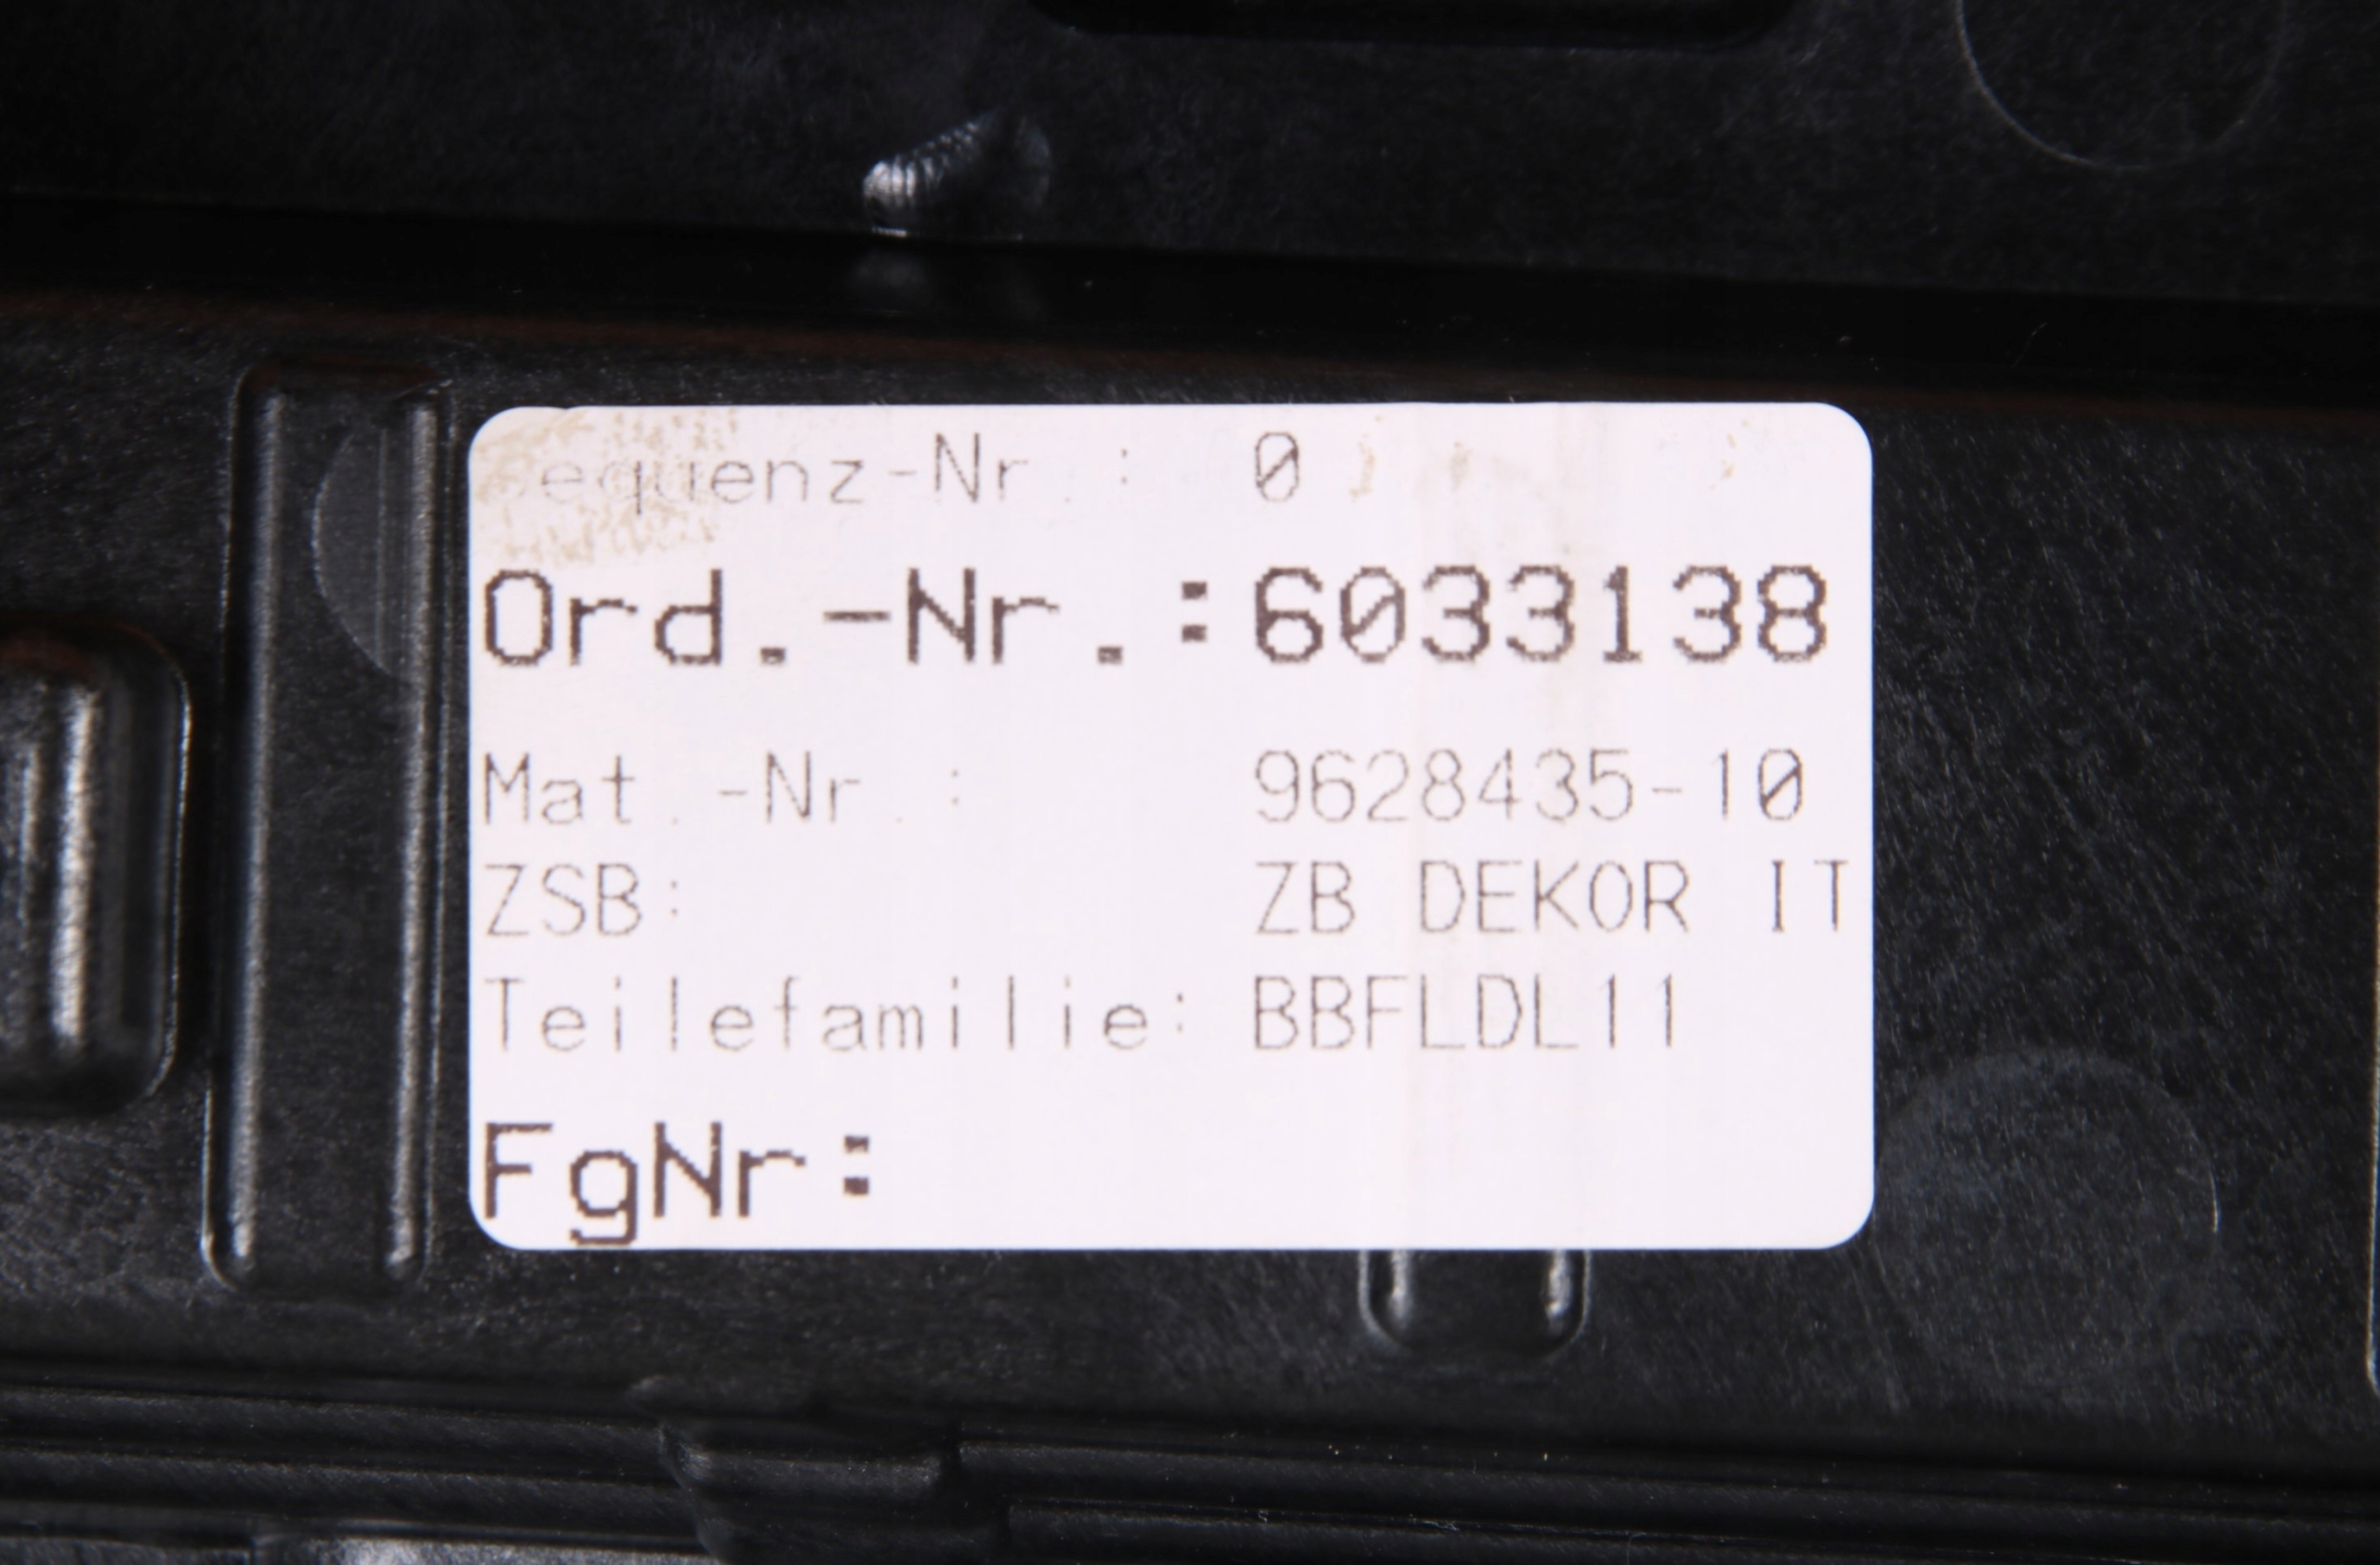 Sequenz-Nr.: 0
Ord.-Nr.:6033138
Mat.-Nr.: 9628435-10
ZSB: ZB DEKOR IT
Teilefamilie: BBFLDL11
FgNr: